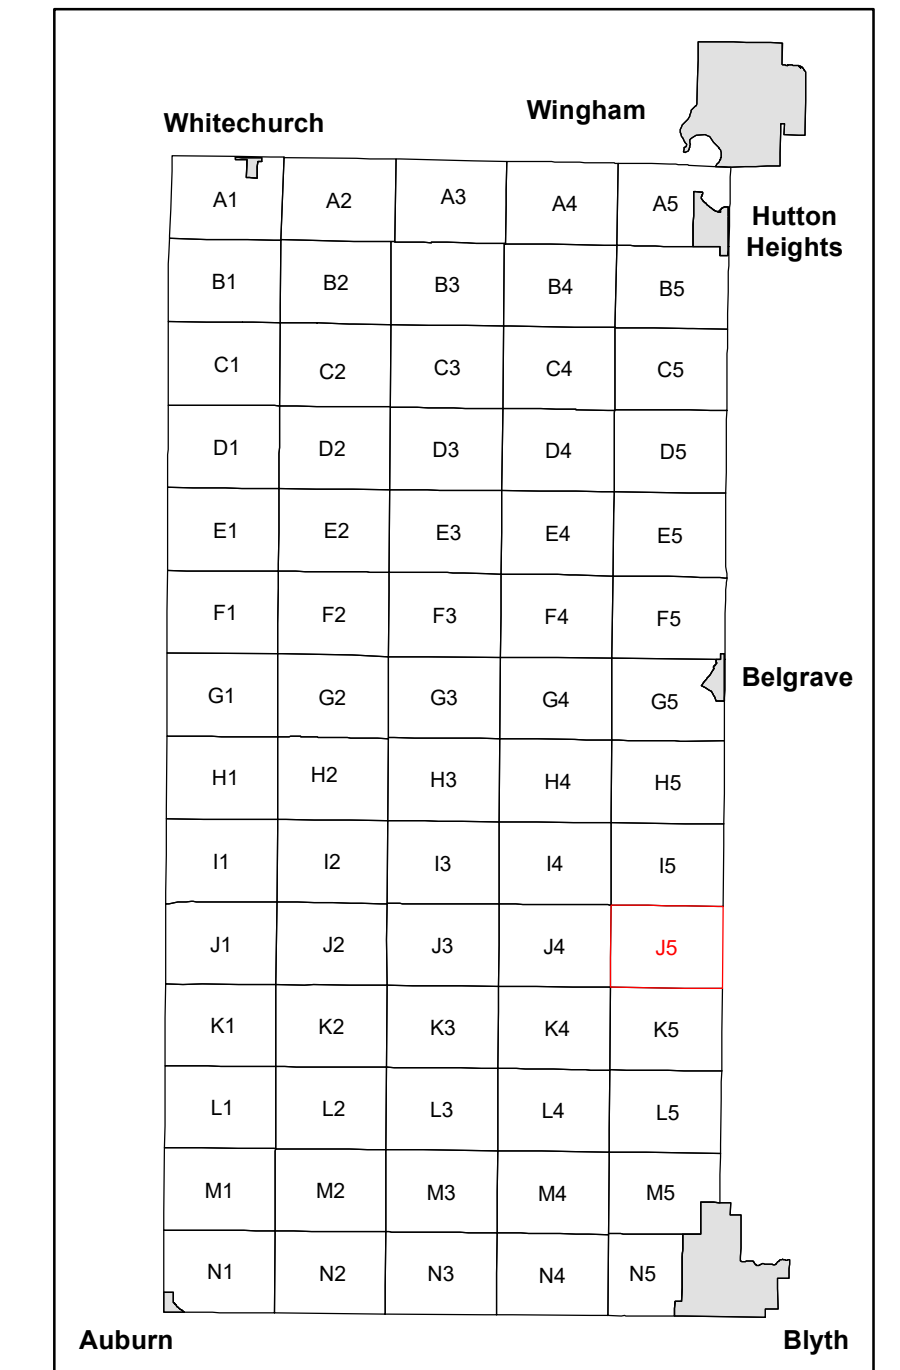 Wingham
Whitechurch
A1 A2 A3 A4 A5
Hutton
Heights
B1 B2 B3 B4 B5
C1 C2 C3 C4 C5
D1 D2 D3 D4 D5
E1 E2 E3 E4 E5
F1 F2 F3 F4 F5
Belgrave
G1 G2 G3 G4 G5
H1 H2 H3 H4 H5
I1 I2 I3 I4 I5
J1 J2 J3 J4 J5
K1 K2 K3 K4 K5
L1 L2 L3 L4 L5
M1 M2 M3 M4 M5
N1 N2 N3 N4 N5
Auburn Blyth